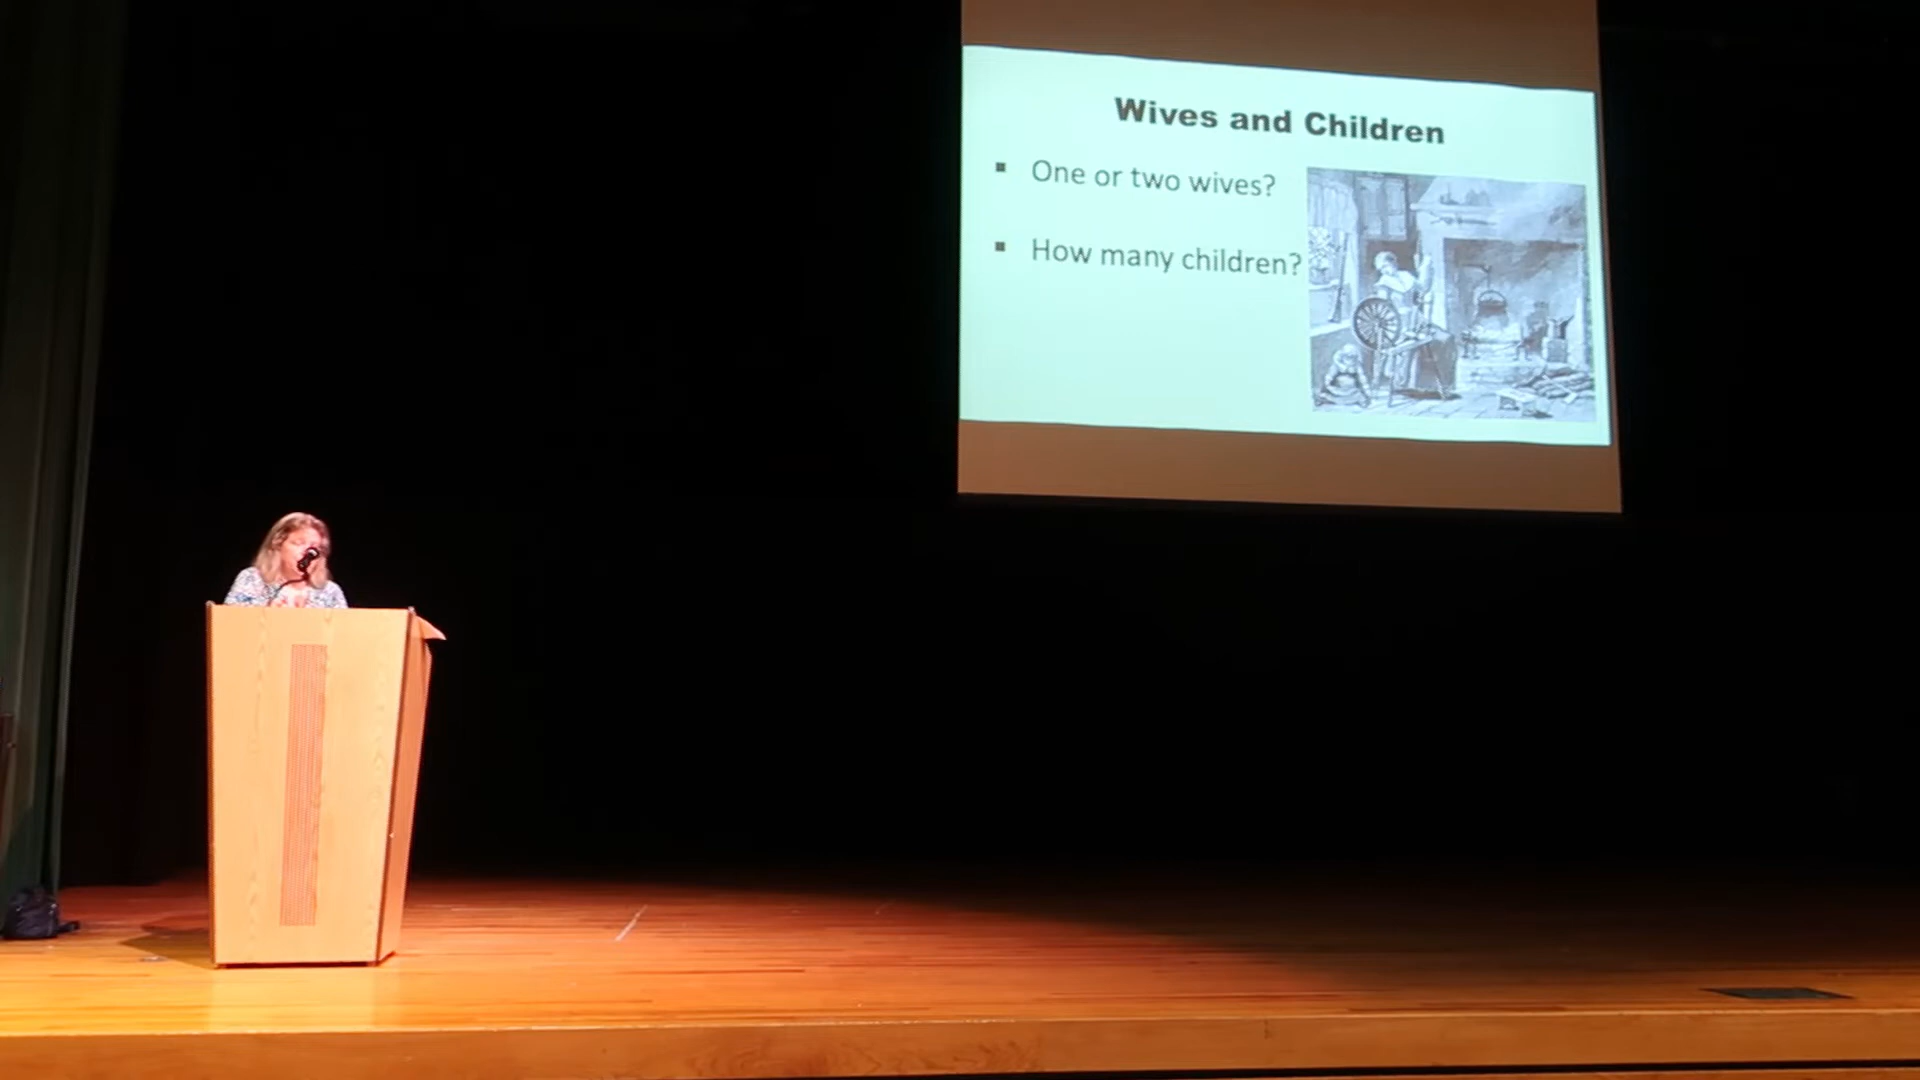 Wives and Children
▪ One or two wives?
▪ How many children?